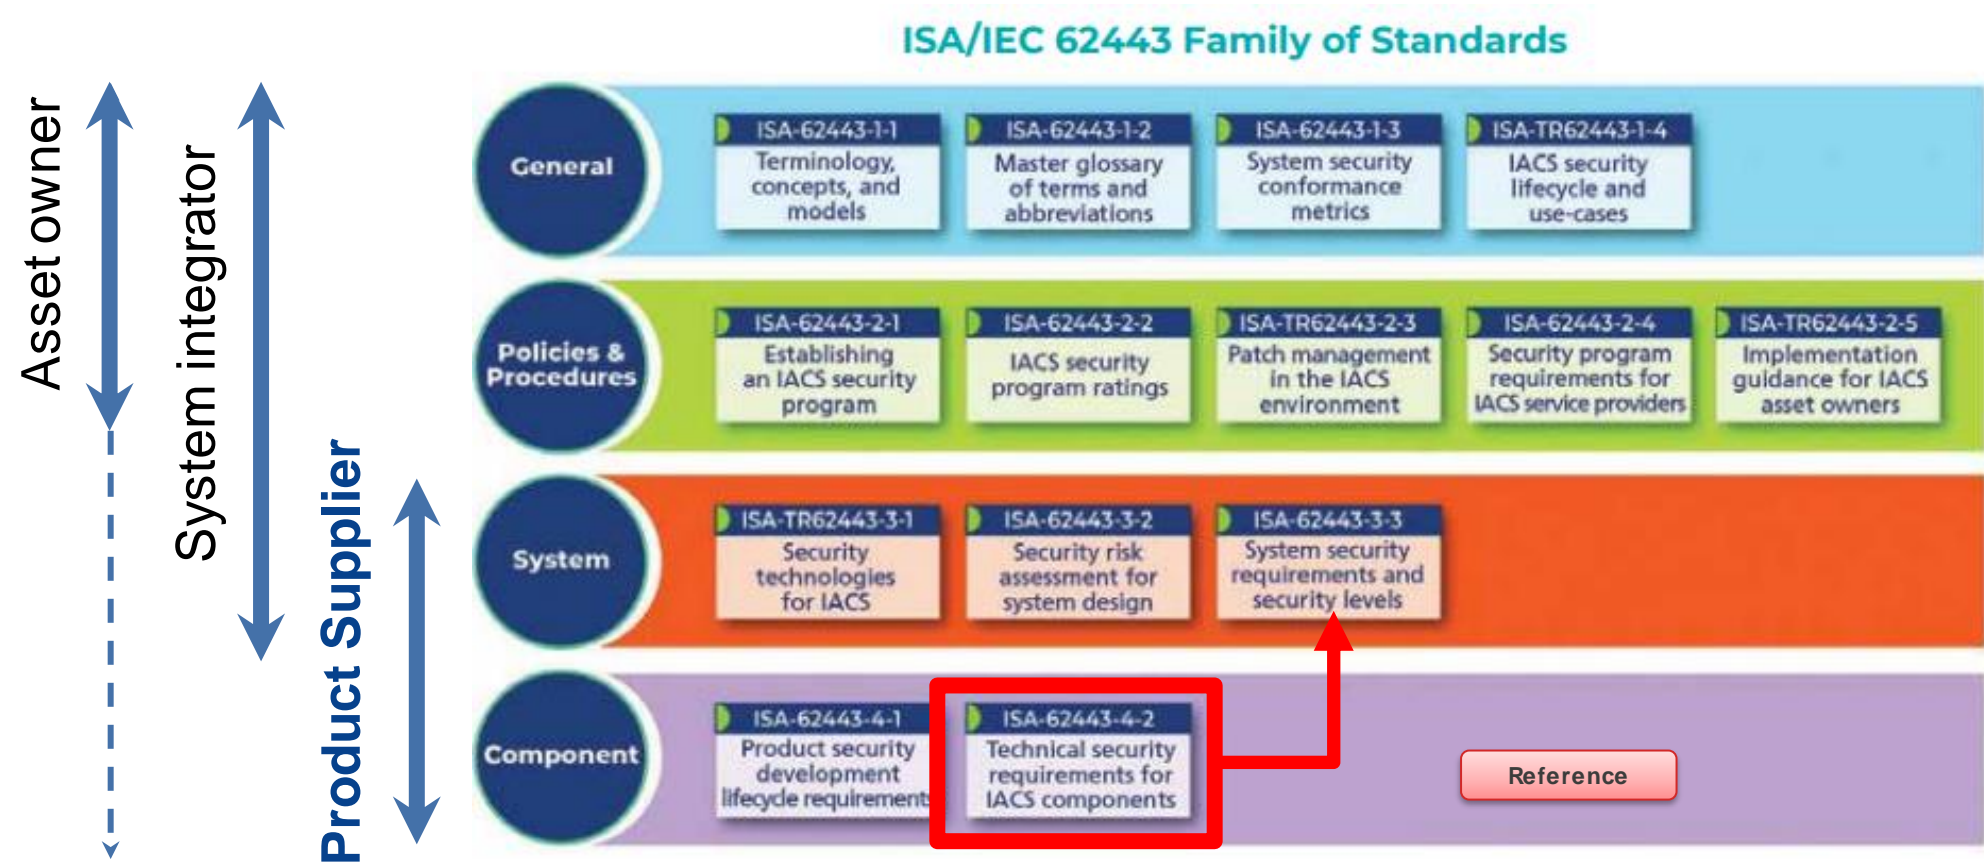 ISA/IEC 62443 Family of Standards
Asset owner
System integrator
Product Supplier
General
ISA-62443-1-1
Terminology,
concepts, and
models
ISA-62443-1-2
Master glossary
of terms and
abbreviations
ISA-62443-1-3
System security
conformance
metrics
ISA-TR62443-1-4
IACS security
lifecycle and
use-cases
Policies &
Procedures
ISA-62443-2-1
Establishing
an IACS security
program
ISA-62443-2-2
IACS security
program ratings
ISA-TR62443-2-3
Patch management
in the IACS
environment
ISA-62443-2-4
Security program
requirements for
IACS service providers
ISA-TR62443-2-5
Implementation
guidance for IACS
asset owners
System
ISA-TR62443-3-1
Security
technologies
for IACS
ISA-62443-3-2
Security risk
assessment for
system design
ISA-62443-3-3
System security
requirements and
security levels
Component
ISA-62443-4-1
Product security
development
lifecycle requirements
ISA-62443-4-2
Technical security
requirements for
IACS components
Reference